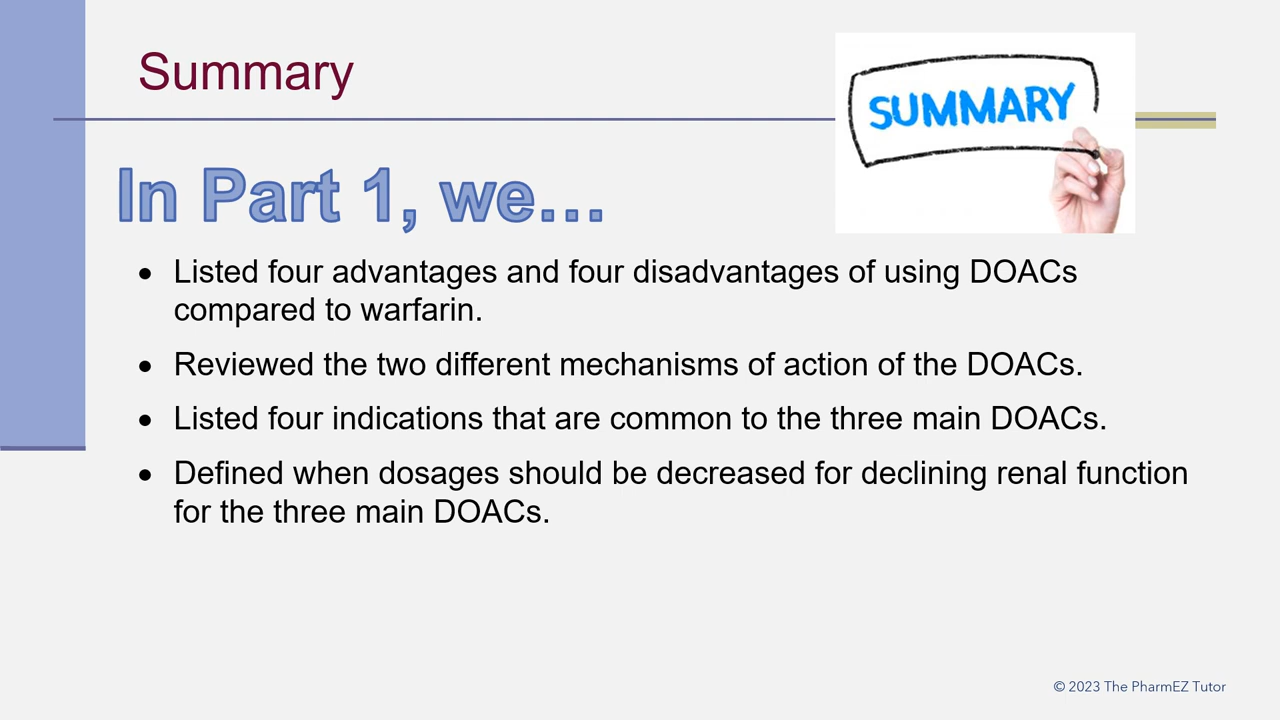 Summary
SUMMARY
In Part 1, we…
• Listed four advantages and four disadvantages of using DOACs
compared to warfarin.
• Reviewed the two different mechanisms of action of the DOACs.
• Listed four indications that are common to the three main DOACs.
• Defined when dosages should be decreased for declining renal function
for the three main DOACs.
© 2023 The PharmEZ Tutor